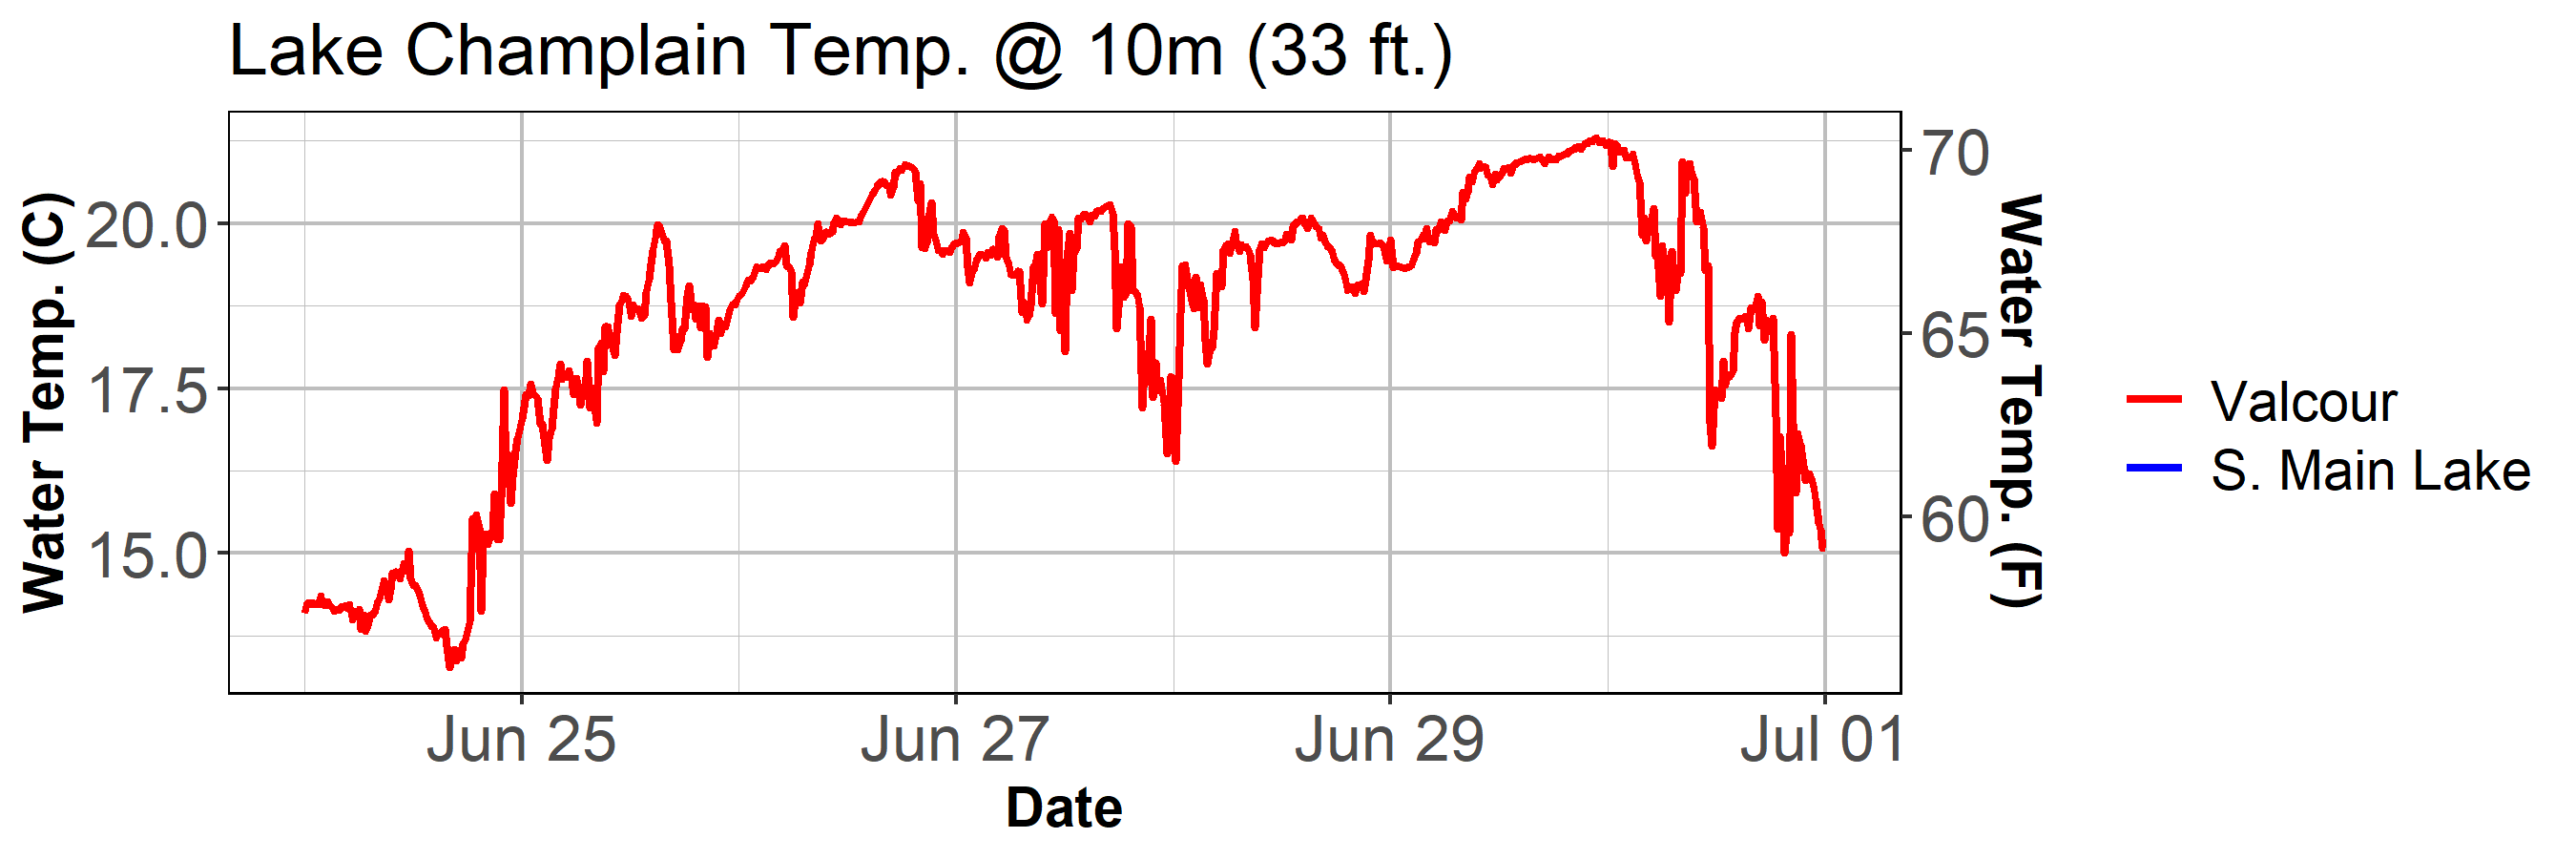 Lake Champlain Temp. @ 10m (33 ft.)
Water Temp. (C)
20.0
17.5
15.0
70
65
60
Water Temp. (F)
Jun 25
Jun 27
Jun 29
Jul 01
Date
Valcour
S. Main Lake